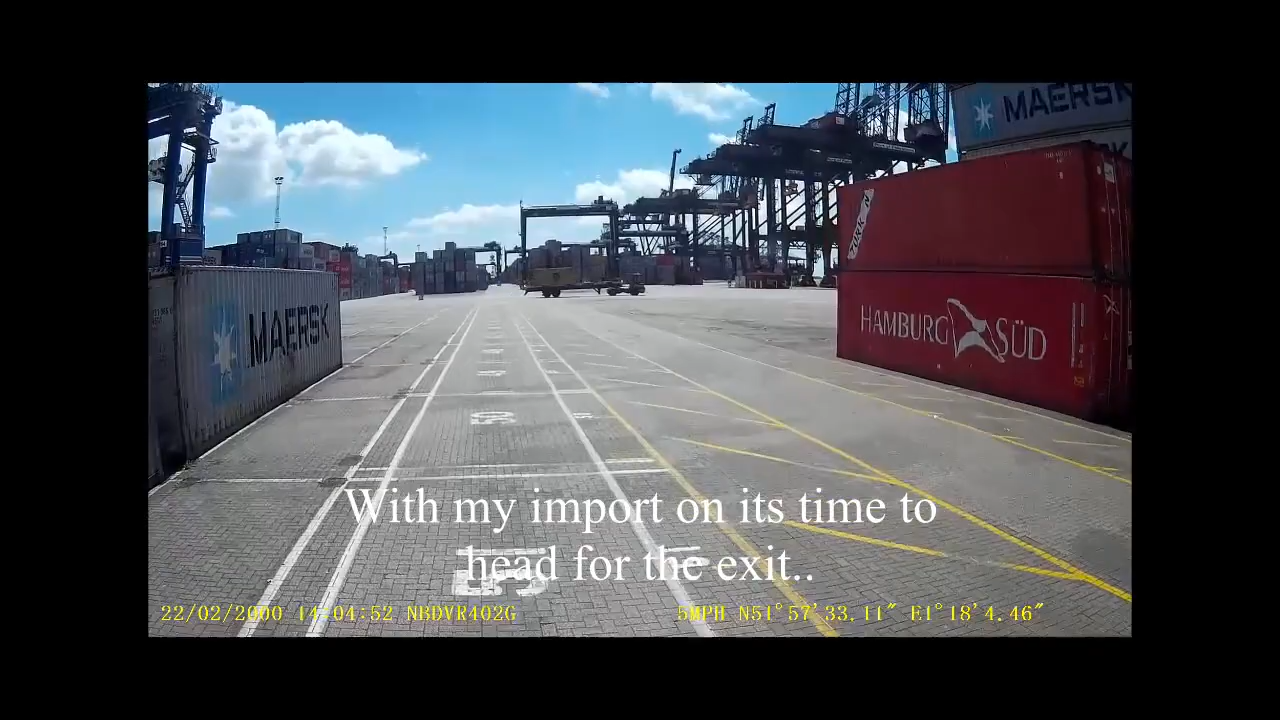 MAERSK
MAERSK
HAMBURG SÜD
50
With my import on its time to
head for the exit..
22/02/2000 14:04:52 NBDVR402G 5MPH N51°57'33.11" E1°18'4.46"